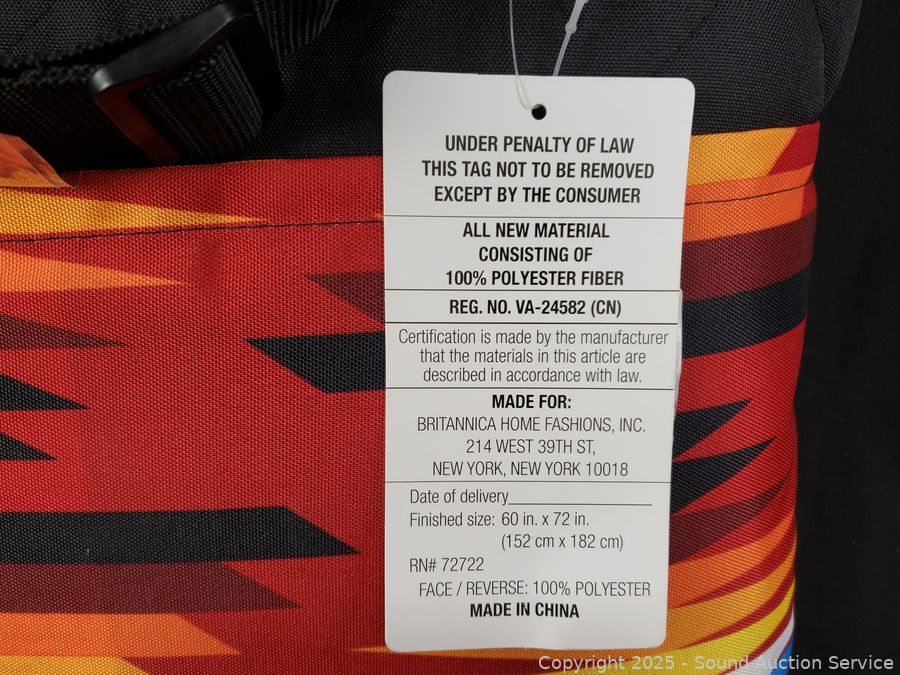 UNDER PENALTY OF LAW
THIS TAG NOT TO BE REMOVED
EXCEPT BY THE CONSUMER
ALL NEW MATERIAL
CONSISTING OF
100% POLYESTER FIBER
REG. NO. VA-24582 (CN)
Certification is made by the manufacturer
that the materials in this article are
described in accordance with law.
MADE FOR:
BRITANNICA HOME FASHIONS, INC.
214 WEST 39TH ST,
NEW YORK, NEW YORK 10018
Date of delivery
Finished size: 60 in. x 72 in.
(152 cm x 182 cm)
RN# 72722
FACE / REVERSE: 100% POLYESTER
MADE IN CHINA
Copyright 2025 - Sound Auction Service